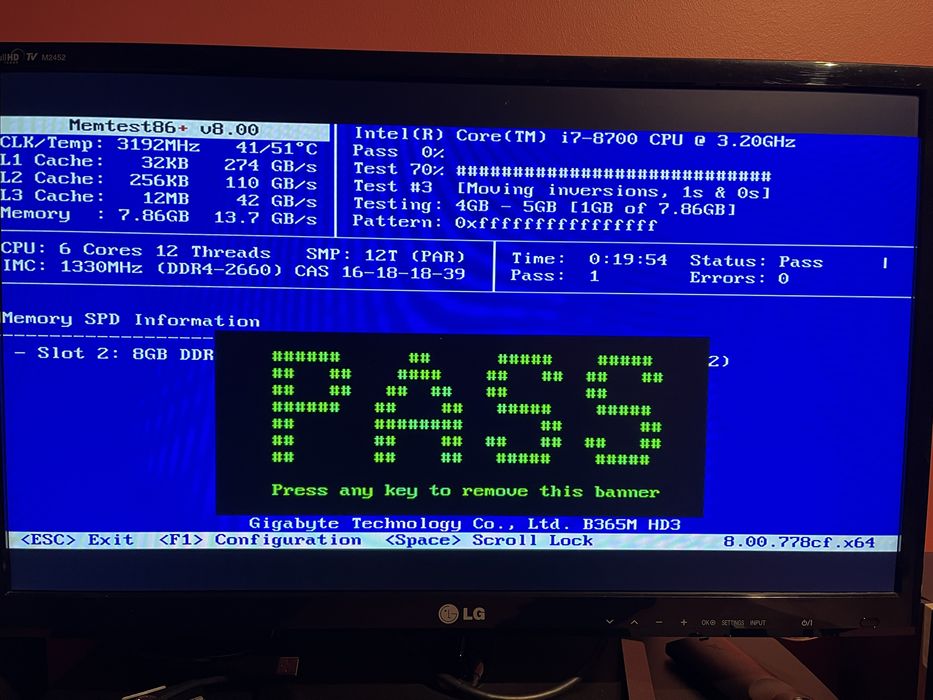 HD TV M2452
Memtest86+ v8.00
CLK/Temp: 3192MHz 41/51°C
L1 Cache: 32KB 274 GB/s
L2 Cache: 256KB 110 GB/s
L3 Cache: 12MB 42 GB/s
Memory : 7.86GB 13.7 GB/s
Intel(R) Core(TM) i7-8700 CPU @ 3.20GHz
Pass 0%
Test 70% ############################
Test #3 [Moving inversions, 1s & 0s]
Testing: 4GB - 5GB [1GB of 7.86GB]
Pattern: 0xffffffffffffffff
CPU: 6 Cores 12 Threads SMP: 12T (PAR)
IMC: 1330MHz (DDR4-2660) CAS 16-18-18-39
Time: 0:19:54 Status: Pass |
Pass: 1 Errors: 0
Memory SPD Information
- Slot 2: 8GB DDR 2)
PASS
Press any key to remove this banner
Gigabyte Technology Co., Ltd. B365M HD3
<ESC> Exit <F1> Configuration <Space> Scroll Lock 8.00.778cf.x64
LG
- + OK SETTINGS INPUT